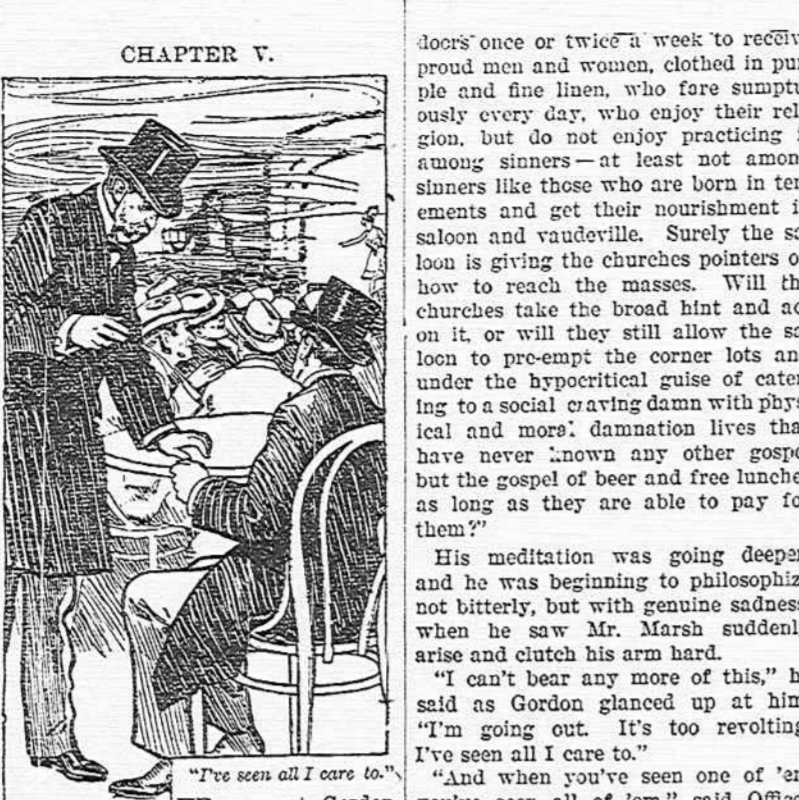 CHAPTER V.
"I've seen all I care to."
doors once or twice a week to receiv
proud men and women, clothed in pur
ple and fine linen, who fare sumptu
ously every day, who enjoy their reli
gion, but do not enjoy practicing
among sinners—at least not amon
sinners like those who are born in ten
ements and get their nourishment i
saloon and vaudeville. Surely the sa
loon is giving the churches pointers o
how to reach the masses. Will th
churches take the broad hint and ac
on it, or will they still allow the sa
loon to pre-empt the corner lots an
under the hypocritical guise of cater
ing to a social craving damn with phys
ical and moral damnation lives tha
have never known any other gospe
but the gospel of beer and free lunche
as long as they are able to pay fo
them?"
His meditation was going deeper
and he was beginning to philosophiz
not bitterly, but with genuine sadness
when he saw Mr. Marsh suddenl
arise and clutch his arm hard.
"I can't bear any more of this," h
said as Gordon glanced up at him
"I'm going out. It's too revolting
I've seen all I care to."
"And when you've seen one of 'em
you've seen all of 'em," said Office